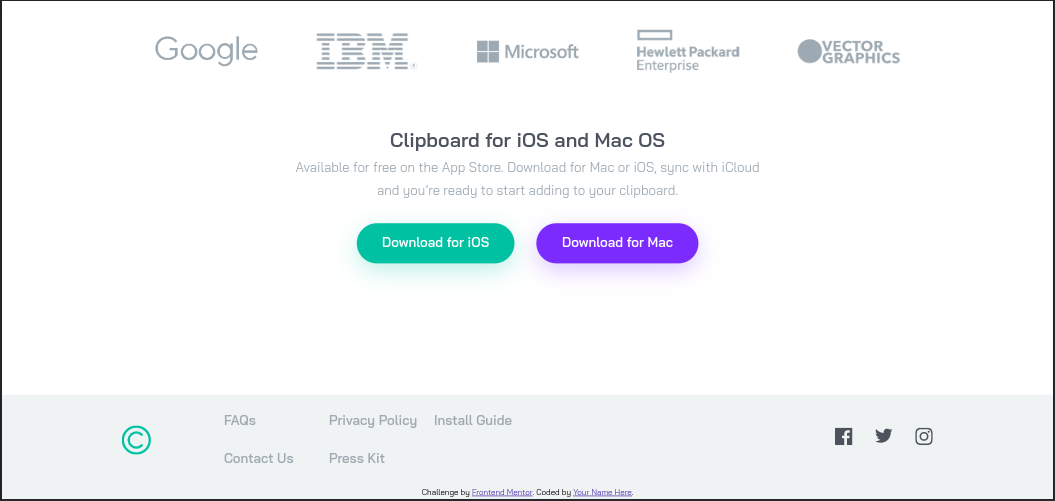 Google
IBM
Microsoft
Hewlett Packard
Enterprise
VECTOR
GRAPHICS
Clipboard for iOS and Mac OS
Available for free on the App Store. Download for Mac or iOS, sync with iCloud
and you’re ready to start adding to your clipboard.
Download for iOS
Download for Mac
FAQs
Privacy Policy
Install Guide
Contact Us
Press Kit
Challenge by Frontend Mentor. Coded by Your Name Here.